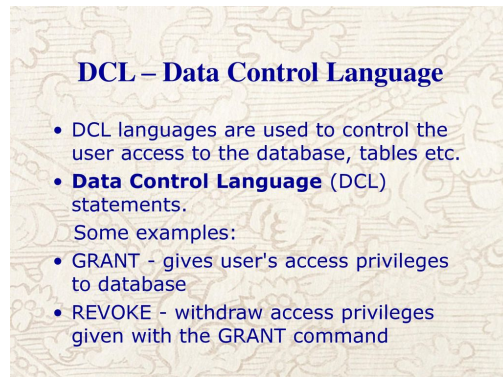 DCL – Data Control Language
• DCL languages are used to control the
user access to the database, tables etc.
• Data Control Language (DCL)
statements.
Some examples:
• GRANT - gives user's access privileges
to database
• REVOKE - withdraw access privileges
given with the GRANT command